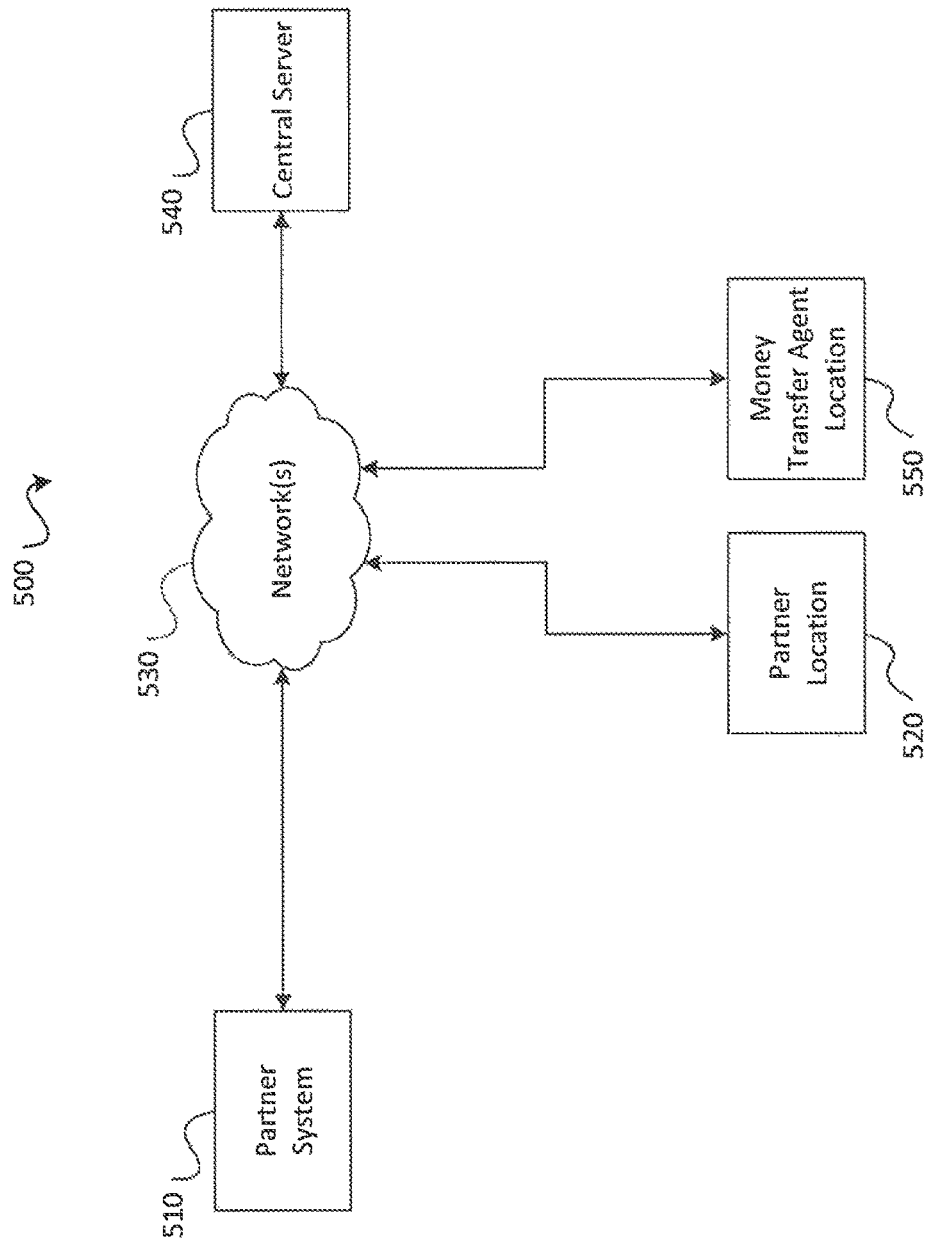 500
510
Partner
System
530
Network(s)
540
Central Server
520
Partner
Location
550
Money
Transfer Agent
Location